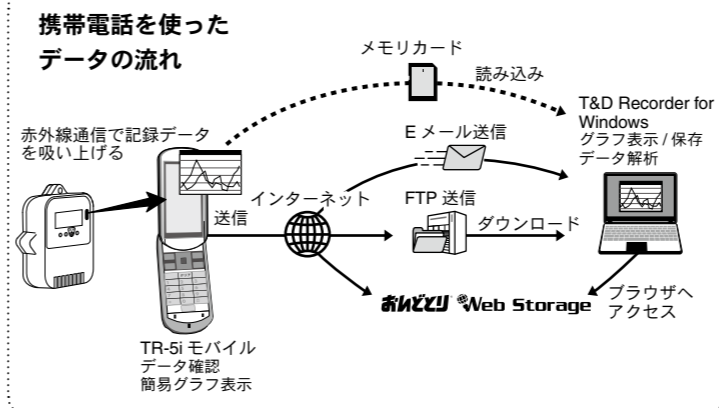 携帯電話を使った
データの流れ
メモリカード
読み込み
T&D Recorder for
Windows
グラフ表示 / 保存
データ解析
赤外線通信で記録データ
を吸い上げる
E メール送信
インターネット
送信
FTP 送信
ダウンロード
おんどとり Web Storage
ブラウザへ
アクセス
TR-5i モバイル
データ確認
簡易グラフ表示